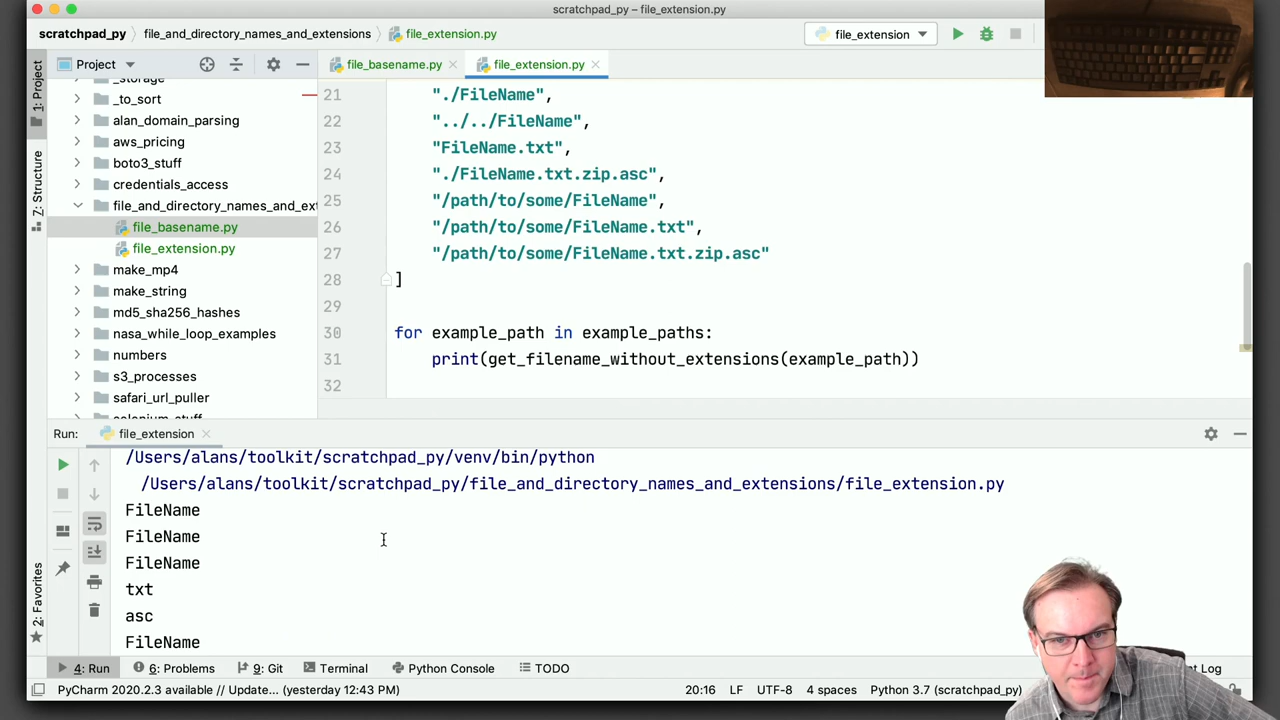 scratchpad_py – file_extension.py
scratchpad_py
file_and_directory_names_and_extensions
file_extension.py
file_extension
1: Project
Z: Structure
2: Favorites
Project
_to_sort
alan_domain_parsing
aws_pricing
boto3_stuff
credentials_access
file_and_directory_names_and_ext
file_basename.py
file_extension.py
make_mp4
make_string
md5_sha256_hashes
nasa_while_loop_examples
numbers
s3_processes
safari_url_puller
file_basename.py
file_extension.py
21 "./FileName",
22 "../../FileName",
23 "FileName.txt",
24 "./FileName.txt.zip.asc",
25 "/path/to/some/FileName",
26 "/path/to/some/FileName.txt",
27 "/path/to/some/FileName.txt.zip.asc"
28 ]
29
30 for example_path in example_paths:
31 print(get_filename_without_extensions(example_path))
32
Run: file_extension
/Users/alans/toolkit/scratchpad_py/venv/bin/python
/Users/alans/toolkit/scratchpad_py/file_and_directory_names_and_extensions/file_extension.py
FileName
FileName
FileName
txt
asc
FileName
4: Run 6: Problems 9: Git Terminal Python Console TODO t Log
PyCharm 2020.2.3 available // Update... (yesterday 12:43 PM) 20:16 LF UTF-8 4 spaces Python 3.7 (scratchpad_py)